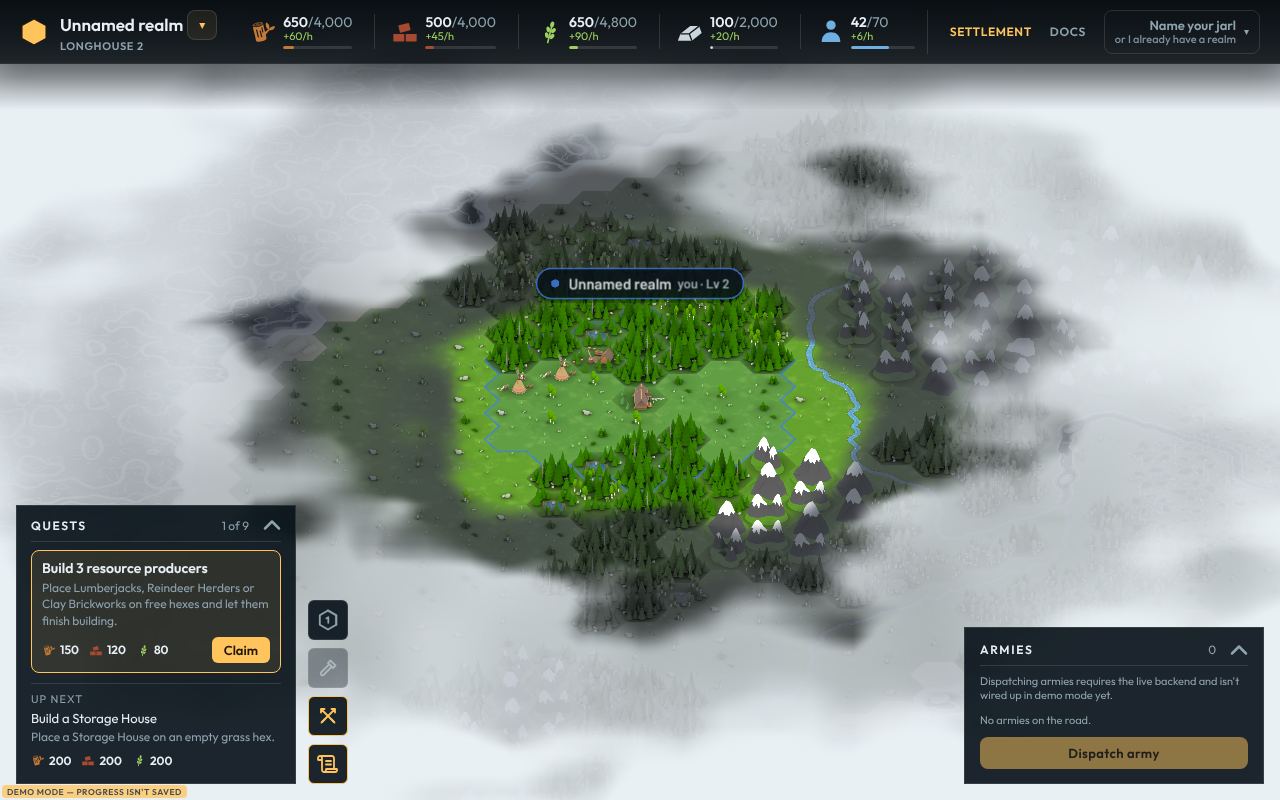 Unnamed realm
LONGHOUSE 2
650/4,000
+60/h
500/4,000
+45/h
650/4,800
+90/h
100/2,000
+20/h
42/70
+6/h
SETTLEMENT
DOCS
Name your jarl
or I already have a realm
Unnamed realm you · Lv 2
QUESTS
1 of 9
Build 3 resource producers
Place Lumberjacks, Reindeer Herders or
Clay Brickworks on free hexes and let them
finish building.
150 120 80
Claim
UP NEXT
Build a Storage House
Place a Storage House on an empty grass hex.
200 200 200
1
ARMIES
0
Dispatching armies requires the live backend and isn't
wired up in demo mode yet.
No armies on the road.
Dispatch army
DEMO MODE — PROGRESS ISN'T SAVED